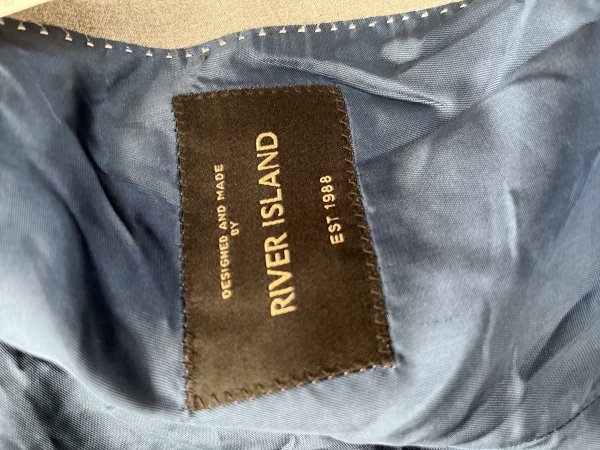 DESIGNED AND MADE
BY
RIVER ISLAND
EST 1988